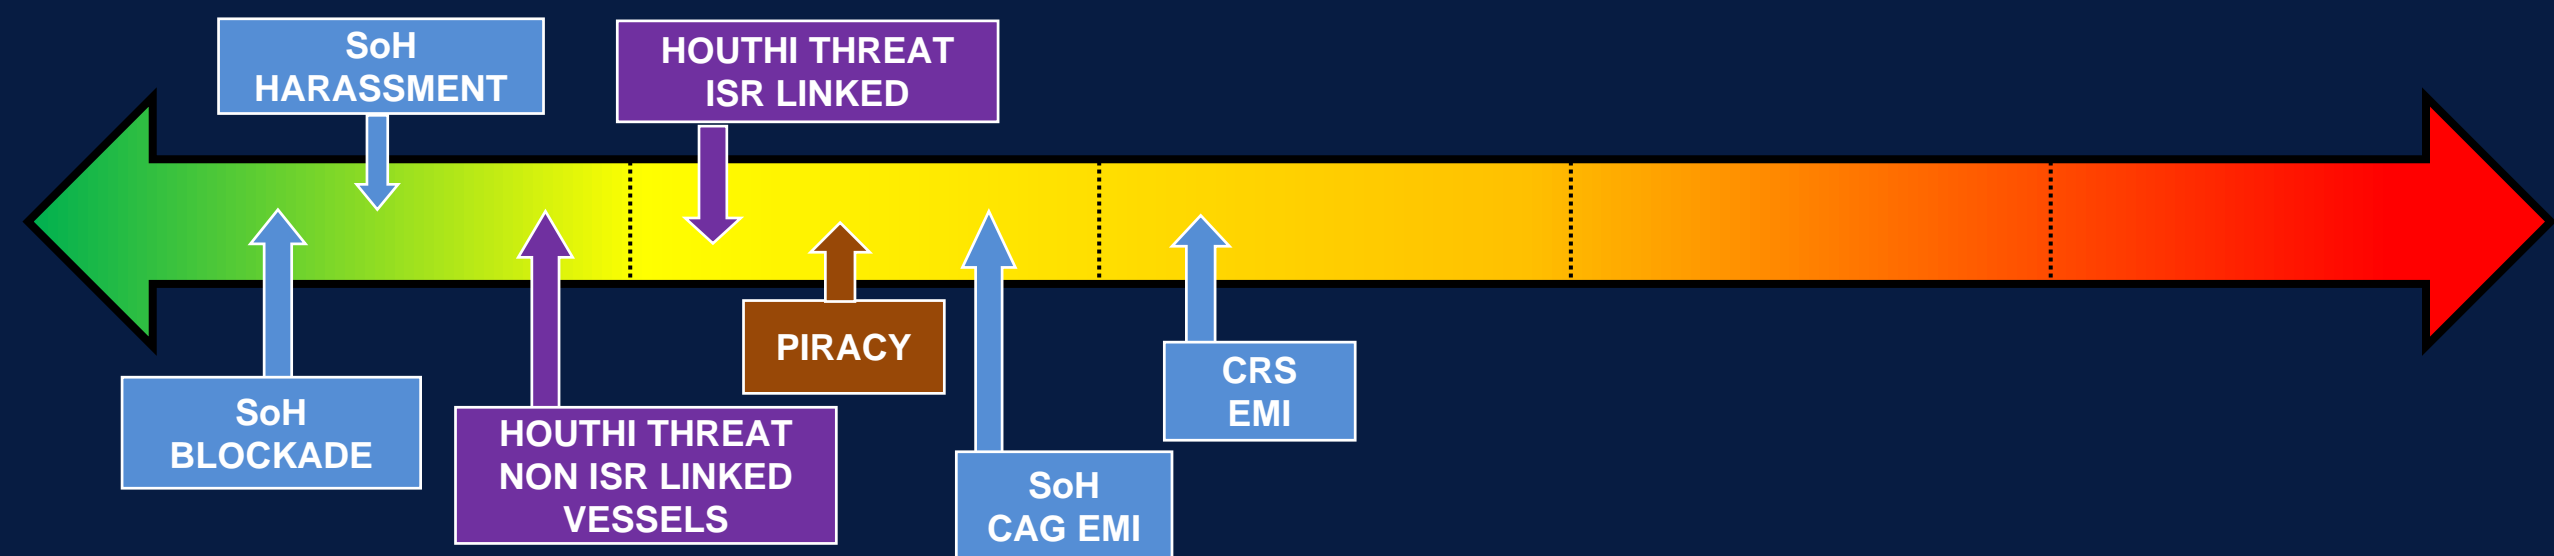 SoH
HARASSMENT
HOUTHI THREAT
ISR LINKED
SoH
BLOCKADE
HOUTHI THREAT
NON ISR LINKED
VESSELS
PIRACY
SoH
CAG EMI
CRS
EMI